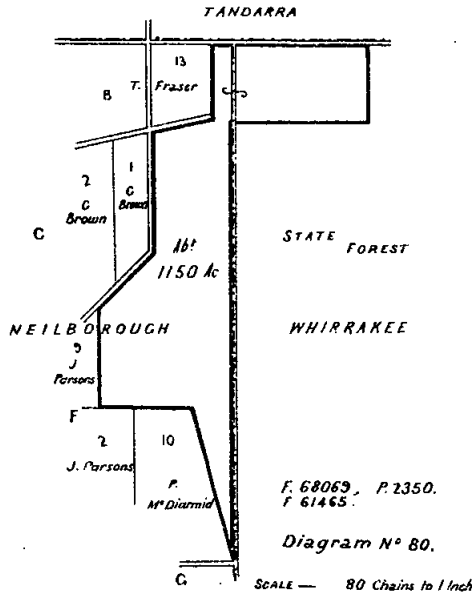 TANDARRA
13
B T. Fraser
2
1
G
Brown
G
Brown
C
Abt
1150 Ac
STATE FOREST
NEILBOROUGH
WHIRRAKEE
9
J
Parsons
F
2
10
J. Parsons
P.
McDiarmid
F. 68069, P. 2350.
F 61465.
Diagram No 80.
G
SCALE — 80 Chains to 1 Inch